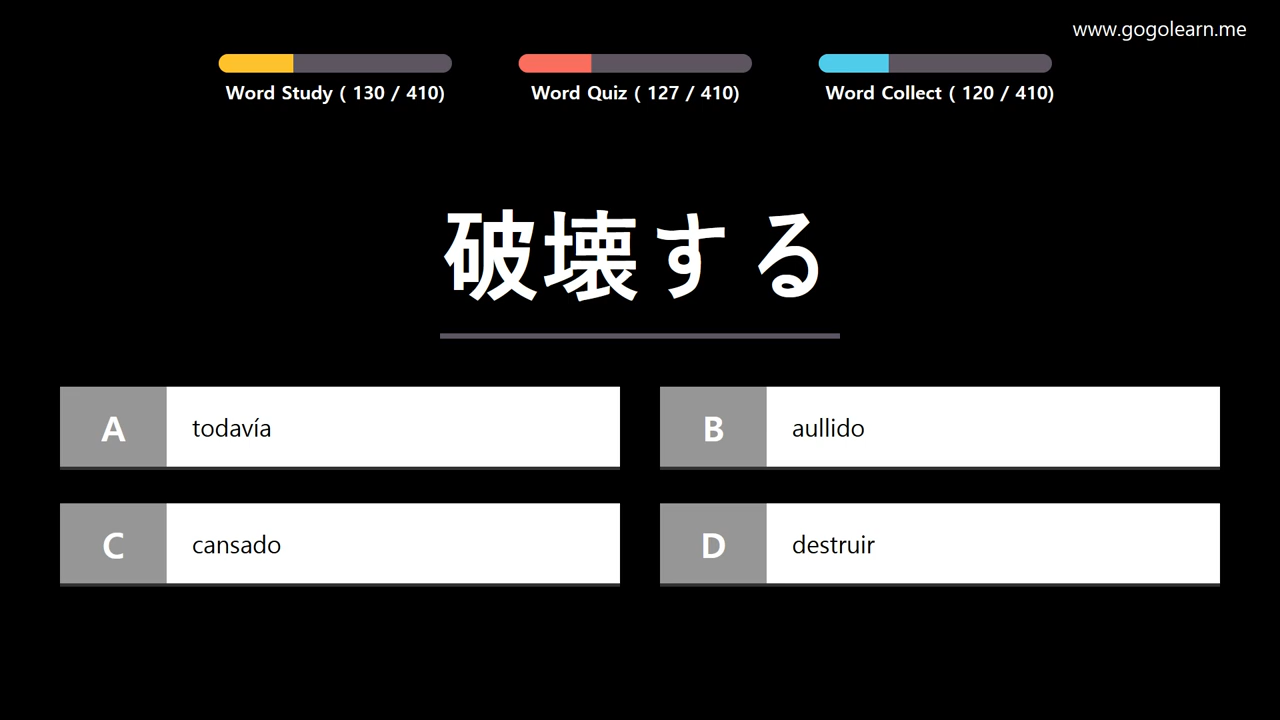 www.gogolearn.me
Word Study ( 130 / 410)
Word Quiz ( 127 / 410)
Word Collect ( 120 / 410)
破壊する
A todavía
B aullido
C cansado
D destruir